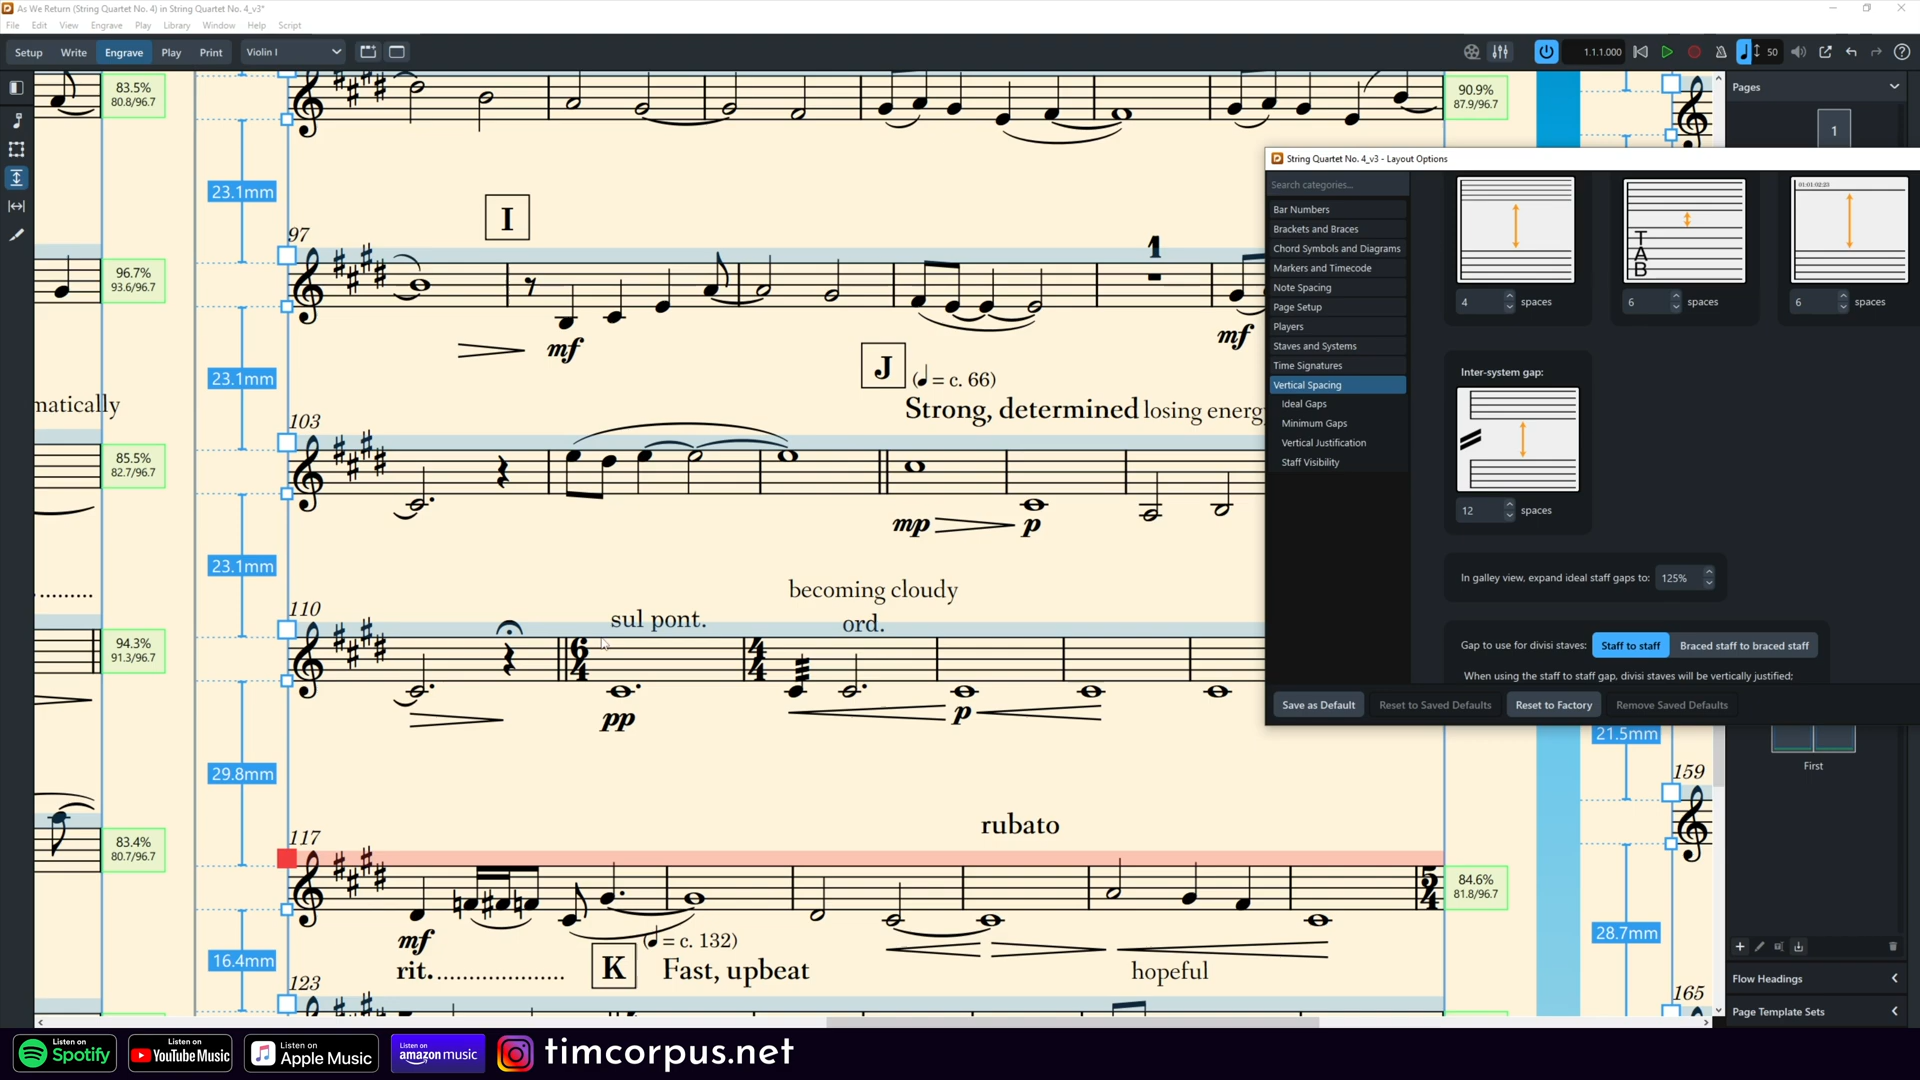 As We Return (String Quartet No. 4) in String Quartet No. 4_v3*
File Edit View Engrave Play Library Window Help Script
Setup Write Engrave Play Print Violin I 1.1.1.000 50
83.5%
80.8/96.7
90.9%
87.9/96.7
Pages
1
String Quartet No. 4_v3 - Layout Options
Search categories...
Bar Numbers
Brackets and Braces
Chord Symbols and Diagrams
Markers and Timecode
Note Spacing
Page Setup
Players
Staves and Systems
Time Signatures
Vertical Spacing
Ideal Gaps
Minimum Gaps
Vertical Justification
Staff Visibility
01:01:02:23
T
A
B
4 spaces 6 spaces 6 spaces
Inter-system gap:
12 spaces
In galley view, expand ideal staff gaps to: 125%
Gap to use for divisi staves: Staff to staff Braced staff to braced staff
When using the staff to staff gap, divisi staves will be vertically justified;
Save as Default Reset to Saved Defaults Reset to Factory Remove Saved Defaults
23.1mm
I
97
1
96.7%
93.6/96.7
mf
mf
23.1mm
J
(♩ = c. 66)
matically
Strong, determined losing energ
103
85.5%
82.7/96.7
mp p
23.1mm
becoming cloudy
110
sul pont. ord.
6
4
4
4
94.3%
91.3/96.7
pp p
29.8mm
21.5mm
First
159
117
rubato
83.4%
80.7/96.7
5
4
84.6%
81.8/96.7
mf
(♩ = c. 132)
28.7mm
16.4mm
rit. K Fast, upbeat hopeful
123
165
Flow Headings
Page Template Sets
Listen on
Spotify
Listen on
YouTube Music
Listen on
Apple Music
Listen on
amazon music
timcorpus.net